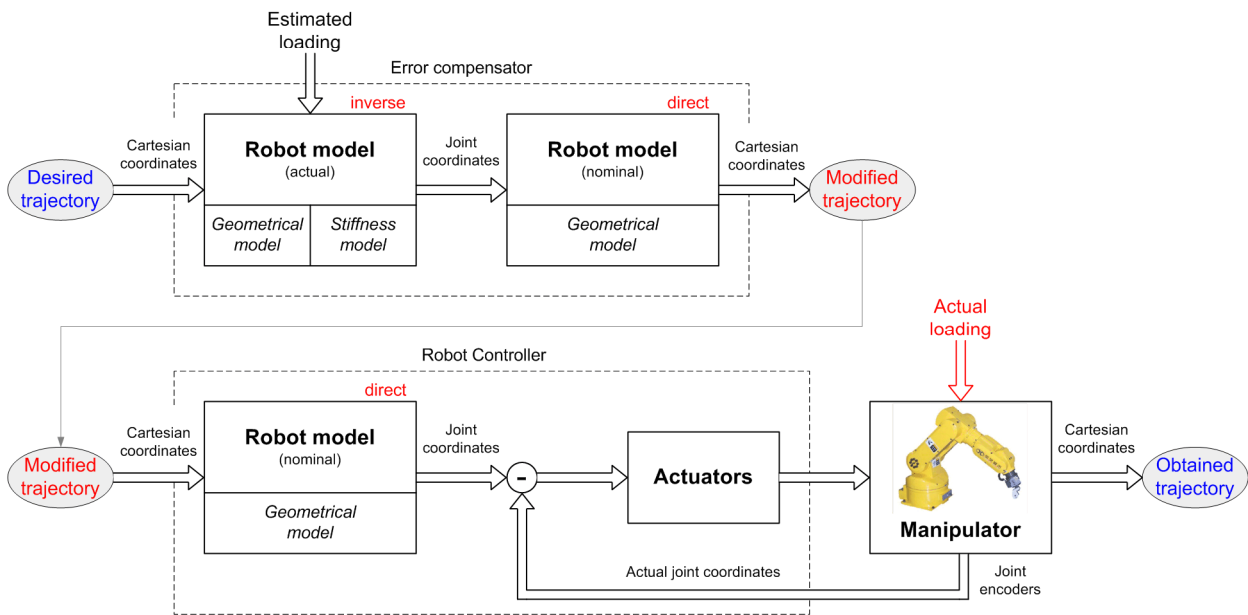 Estimated
loading
Error compensator
inverse
direct
Cartesian
coordinates
Robot model
(actual)
Joint
coordinates
Robot model
(nominal)
Cartesian
coordinates
Desired
trajectory
Modified
trajectory
Geometrical
model
Stiffness
model
Geometrical
model
Actual
loading
Robot Controller
direct
Cartesian
coordinates
Robot model
(nominal)
Joint
coordinates
Cartesian
coordinates
Modified
trajectory
-
Actuators
Obtained
trajectory
Geometrical
model
Manipulator
Actual joint coordinates
Joint
encoders